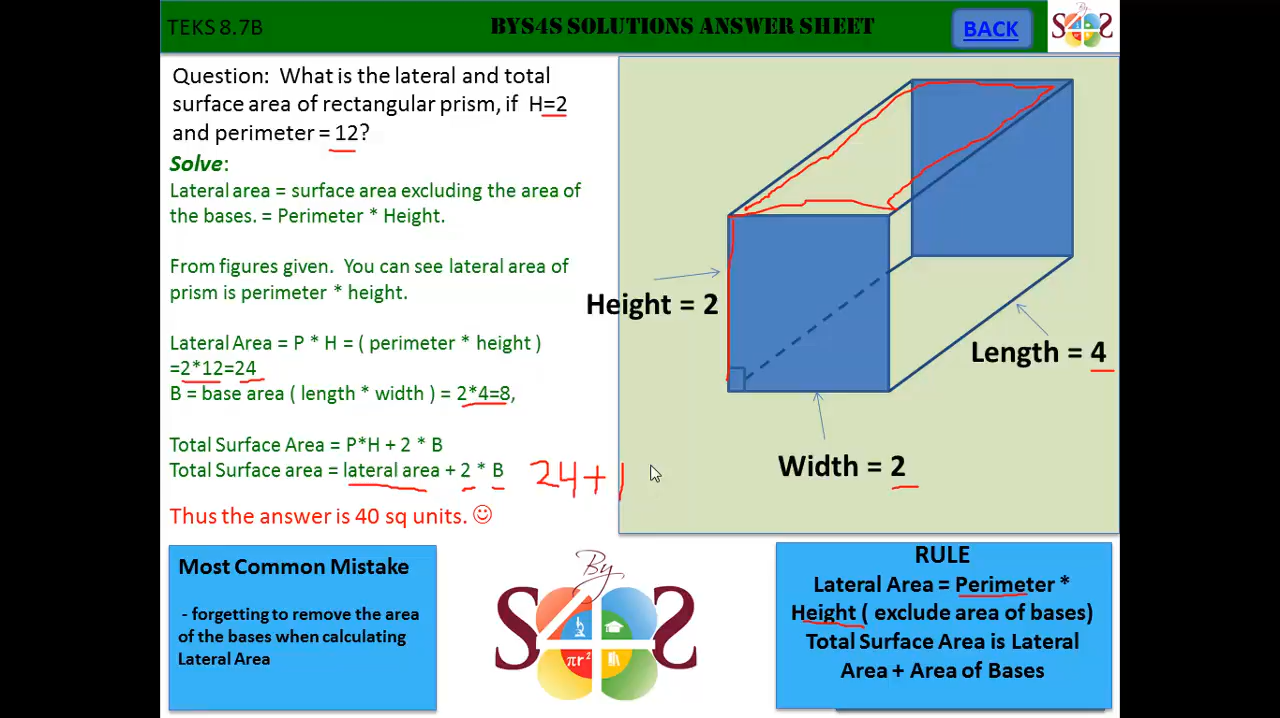 TEKS 8.7B
BYS4S SOLUTIONS ANSWER SHEET
BACK
By
S4S
Question: What is the lateral and total
surface area of rectangular prism, if H=2
and perimeter = 12?
Solve:
Lateral area = surface area excluding the area of
the bases. = Perimeter * Height.
From figures given. You can see lateral area of
prism is perimeter * height.
Lateral Area = P * H = ( perimeter * height )
=2*12=24
B = base area ( length * width ) = 2*4=8,
Total Surface Area = P*H + 2 * B
Total Surface area = lateral area + 2 * B
24+1
Thus the answer is 40 sq units. ☺
Height = 2
Length = 4
Width = 2
Most Common Mistake
- forgetting to remove the area
of the bases when calculating
Lateral Area
By
S4S
πr²
RULE
Lateral Area = Perimeter *
Height ( exclude area of bases)
Total Surface Area is Lateral
Area + Area of Bases